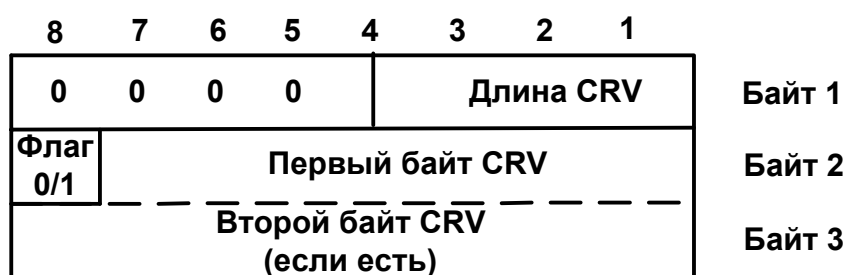 8 7 6 5 4 3 2 1
0 0 0 0 Длина CRV Байт 1
Флаг
0/1 Первый байт CRV Байт 2
Второй байт CRV
(если есть) Байт 3